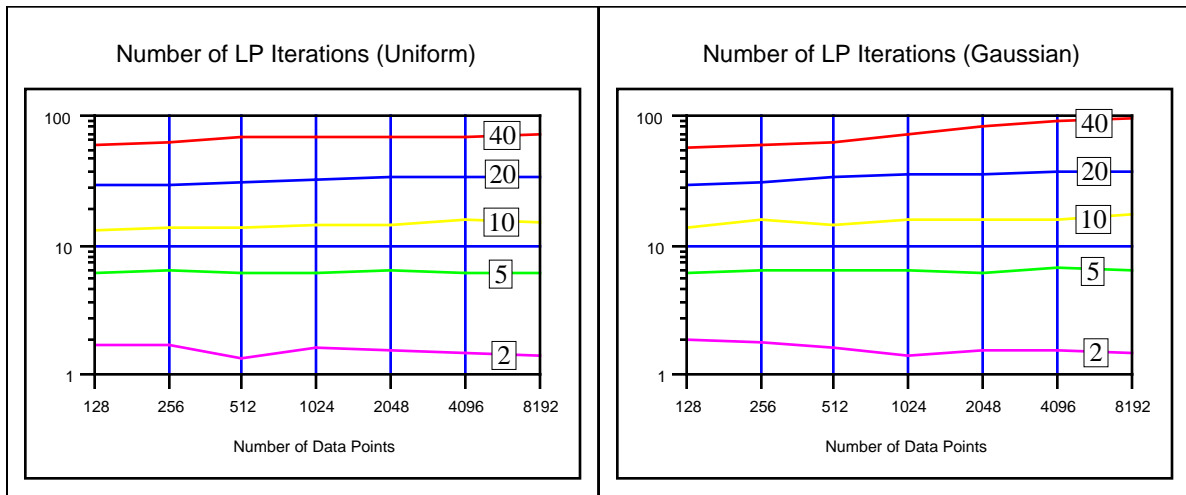 Number of LP Iterations (Uniform)
100
10
1
40
20
10
5
2
128 256 512 1024 2048 4096 8192
Number of Data Points
Number of LP Iterations (Gaussian)
100
10
1
40
20
10
5
2
128 256 512 1024 2048 4096 8192
Number of Data Points